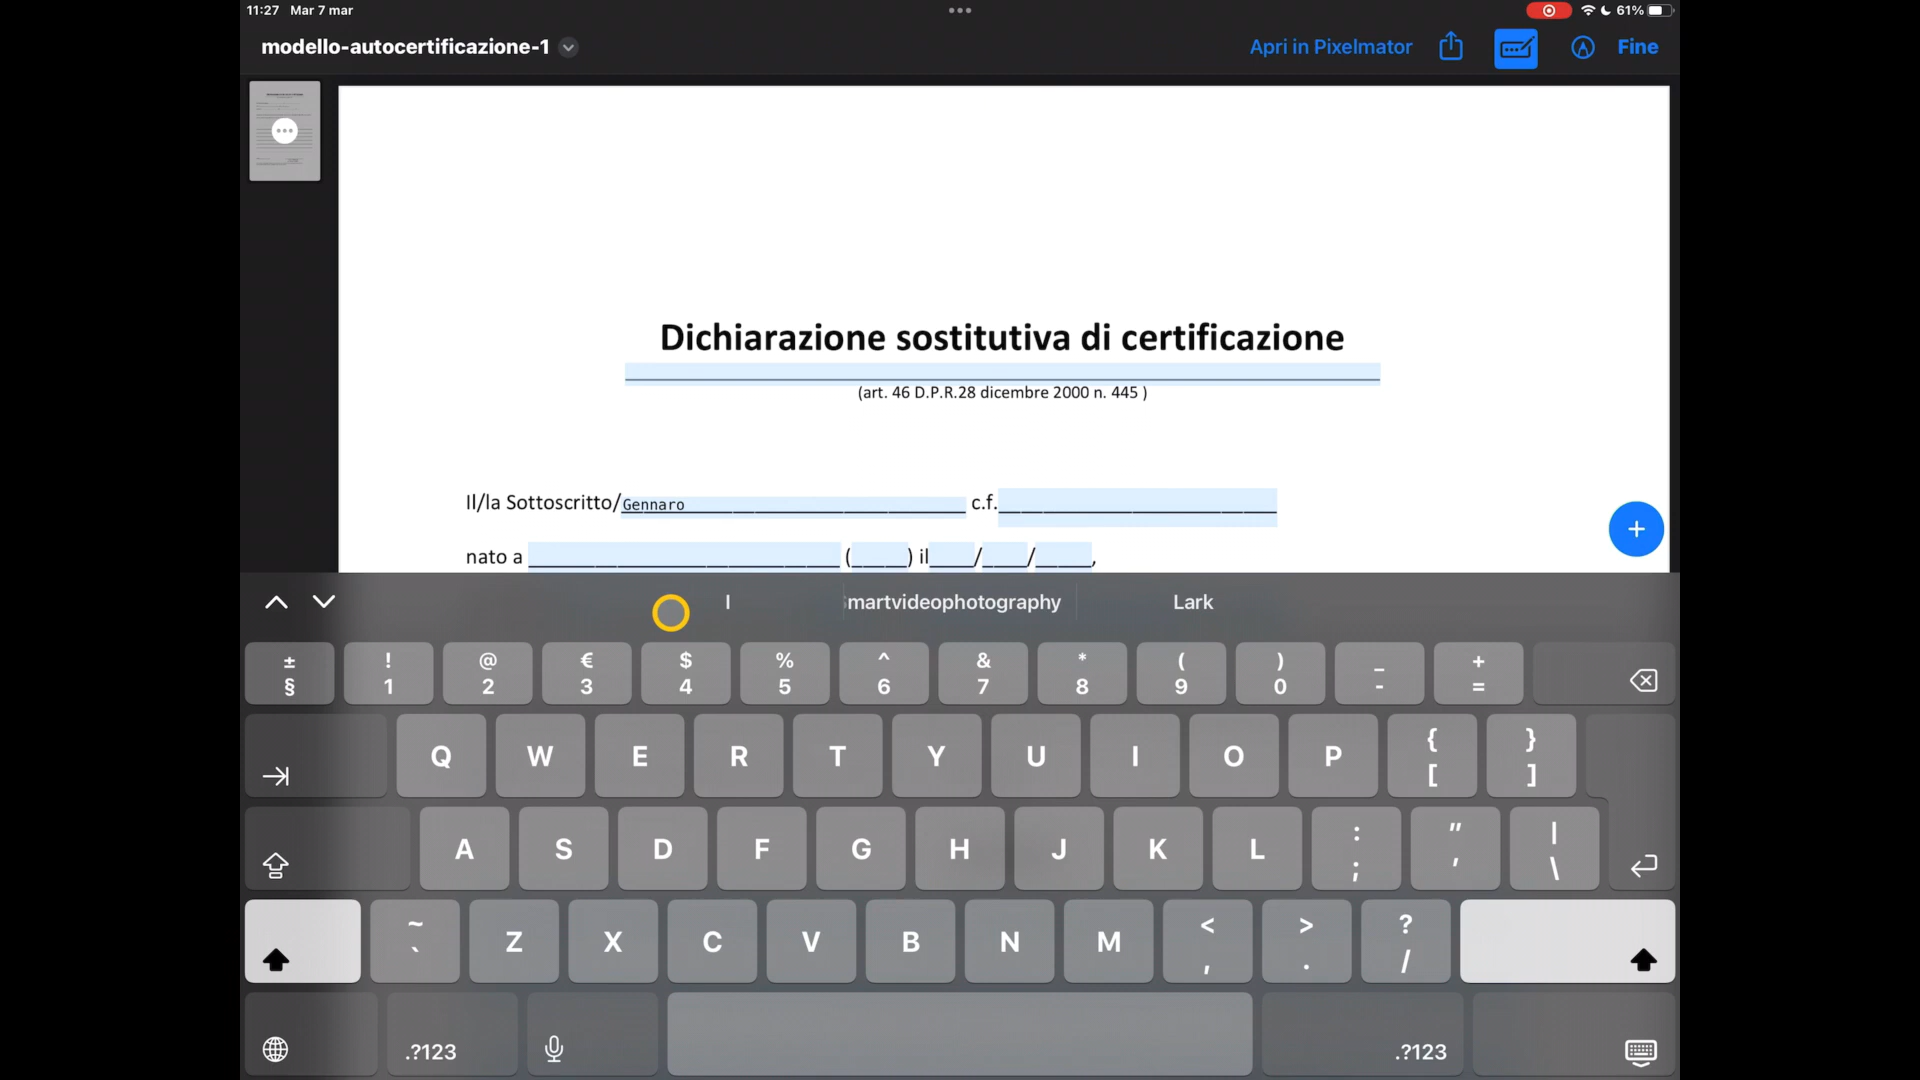 11:27 Mar 7 mar
61%
modello-autocertificazione-1
Apri in Pixelmator
Fine
Dichiarazione sostitutiva di certificazione
(art. 46 D.P.R.28 dicembre 2000 n. 445 )
Il/la Sottoscritto/Gennaro c.f.
nato a ( ) il / / ,
I martvideophotography Lark
± ! @ € $ % ^ & * ( ) _ +
§ 1 2 3 4 5 6 7 8 9 0 - =
Q W E R T Y U I O P { [ } ]
A S D F G H J K L : ; " ' | \
~ ` Z X C V B N M < , > . ? /
.?123 .?123